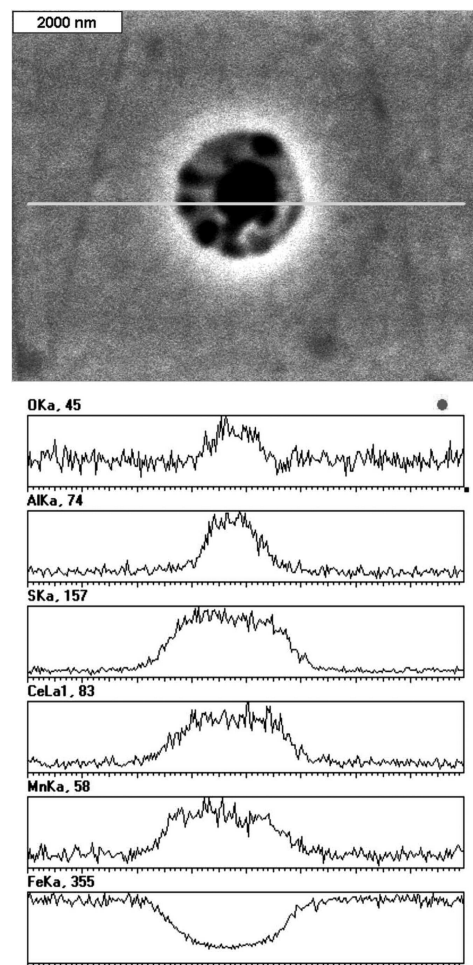 2000 nm
OKa, 45
AlKa, 74
SKa, 157
CeLa1, 83
MnKa, 58
FeKa, 355